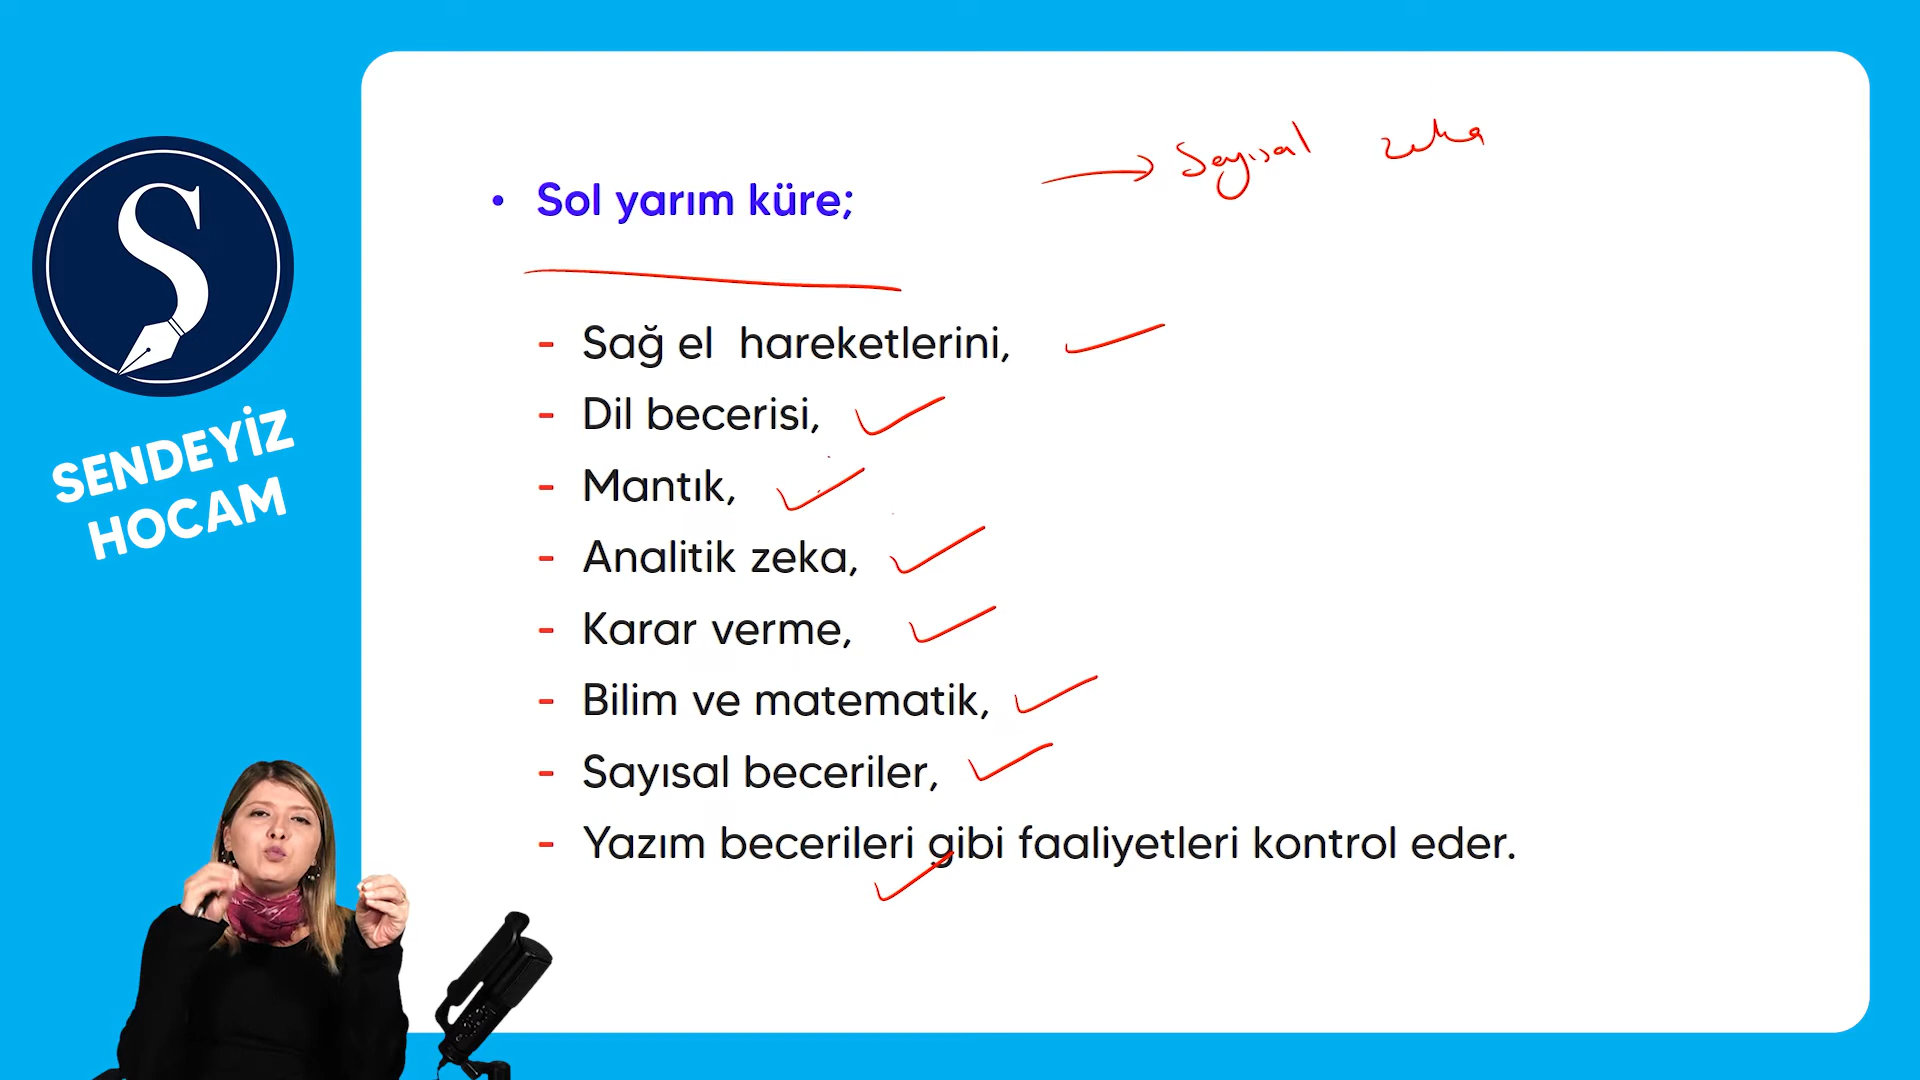 S
SENDEYİZ
HOCAM
→ Sayısal zeka
• Sol yarım küre;
- Sağ el hareketlerini,
- Dil becerisi,
- Mantık,
- Analitik zeka,
- Karar verme,
- Bilim ve matematik,
- Sayısal beceriler,
- Yazım becerileri gibi faaliyetleri kontrol eder.